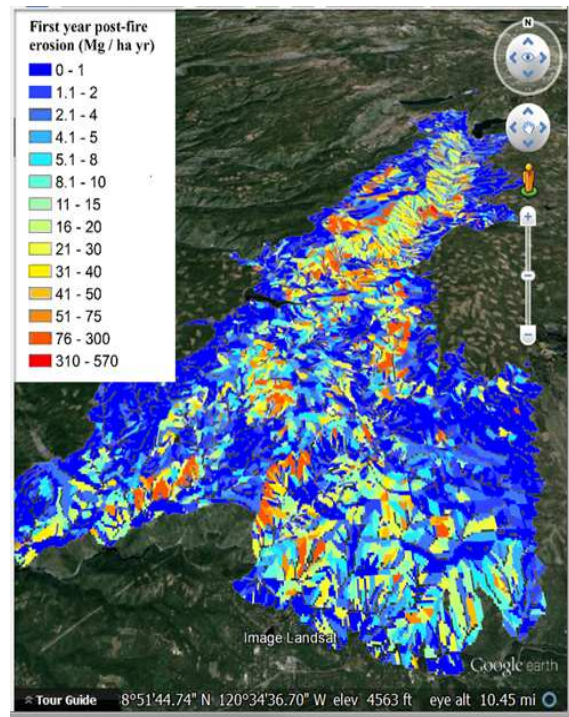 First year post-fire
erosion (Mg / ha yr)
0 - 1
1.1 - 2
2.1 - 4
4.1 - 5
5.1 - 8
8.1 - 10
11 - 15
16 - 20
21 - 30
31 - 40
41 - 50
51 - 75
76 - 300
310 - 570
N
Image Landsat
Google earth
Tour Guide 8°51'44.74" N 120°34'36.70" W elev 4563 ft eye alt 10.45 mi